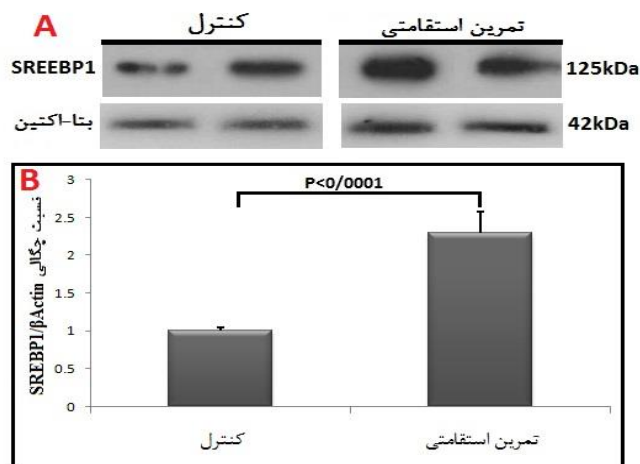 A
کنترل
تمرین استقامتی
SREEBP1
125kDa
بتا-اکتین
42kDa
B
P<0/0001
نسبت چگالی SREBP1/βActin
3
2.5
2
1.5
1
0.5
0
کنترل
تمرین استقامتی